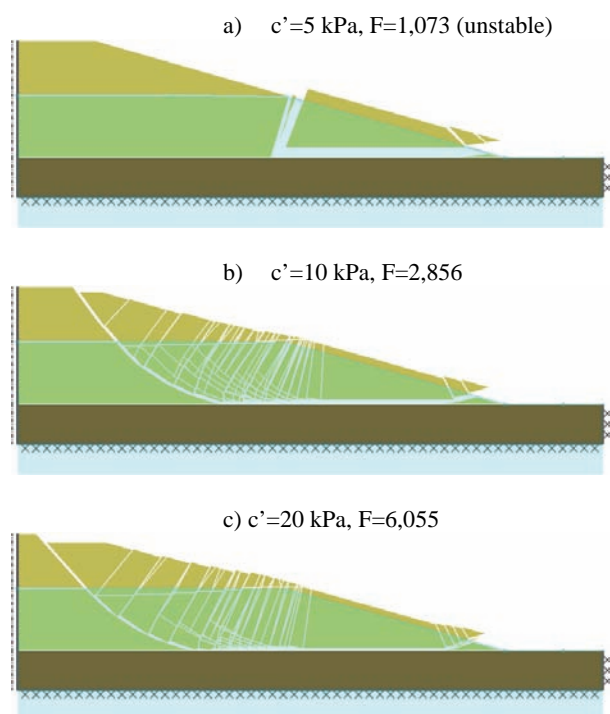 a) c’=5 kPa, F=1,073 (unstable)
b) c’=10 kPa, F=2,856
c) c’=20 kPa, F=6,055